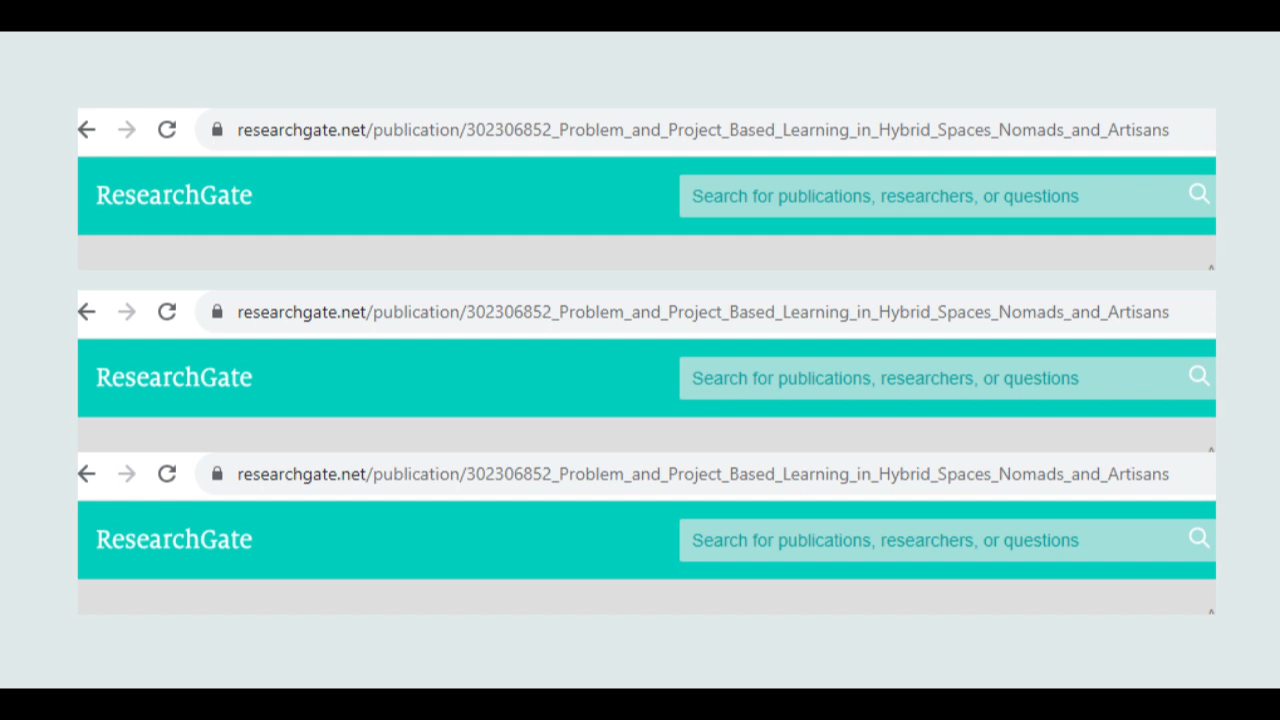 researchgate.net/publication/302306852_Problem_and_Project_Based_Learning_in_Hybrid_Spaces_Nomads_and_Artisans
ResearchGate Search for publications, researchers, or questions
researchgate.net/publication/302306852_Problem_and_Project_Based_Learning_in_Hybrid_Spaces_Nomads_and_Artisans
ResearchGate Search for publications, researchers, or questions
researchgate.net/publication/302306852_Problem_and_Project_Based_Learning_in_Hybrid_Spaces_Nomads_and_Artisans
ResearchGate Search for publications, researchers, or questions